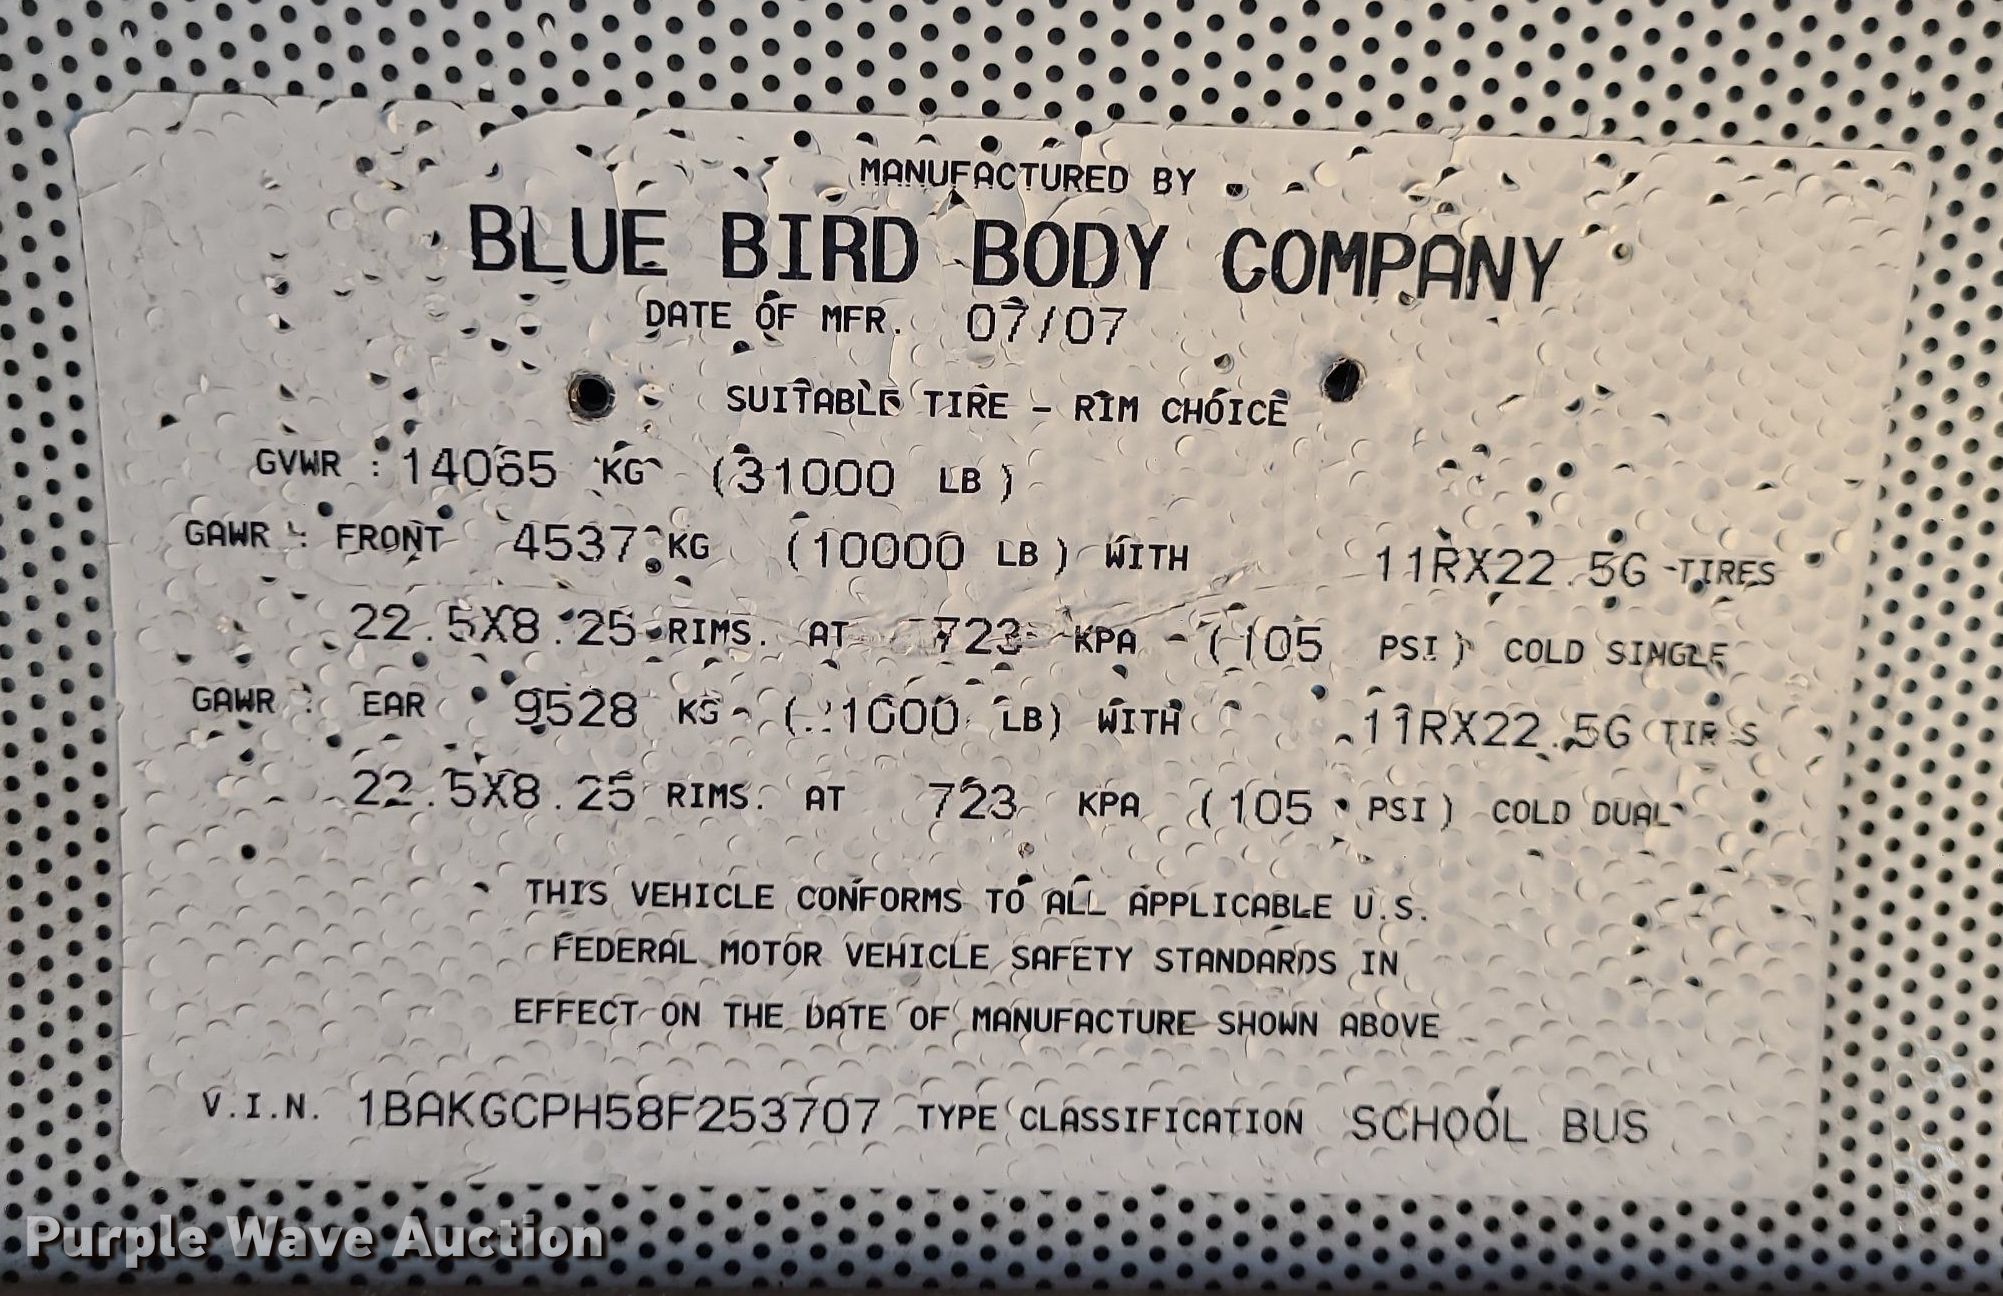 MANUFACTURED BY
BLUE BIRD BODY COMPANY
DATE OF MFR. 07/07
SUITABLE TIRE - RIM CHOICE
GVWR : 14065 KG (31000 LB)
GAWR : FRONT 4537 KG (10000 LB) WITH 11RX22.5G TIRES
22.5X8.25 RIMS. AT 723 KPA (105 PSI) COLD SINGLE
GAWR : EAR 9528 KG ( 1000 LB) WITH 11RX22.5G TIR S
22.5X8.25 RIMS. AT 723 KPA (105 PSI) COLD DUAL
THIS VEHICLE CONFORMS TO ALL APPLICABLE U.S.
FEDERAL MOTOR VEHICLE SAFETY STANDARDS IN
EFFECT ON THE DATE OF MANUFACTURE SHOWN ABOVE
V.I.N. 1BAKGCPH58F253707 TYPE CLASSIFICATION SCHOOL BUS
Purple Wave Auction